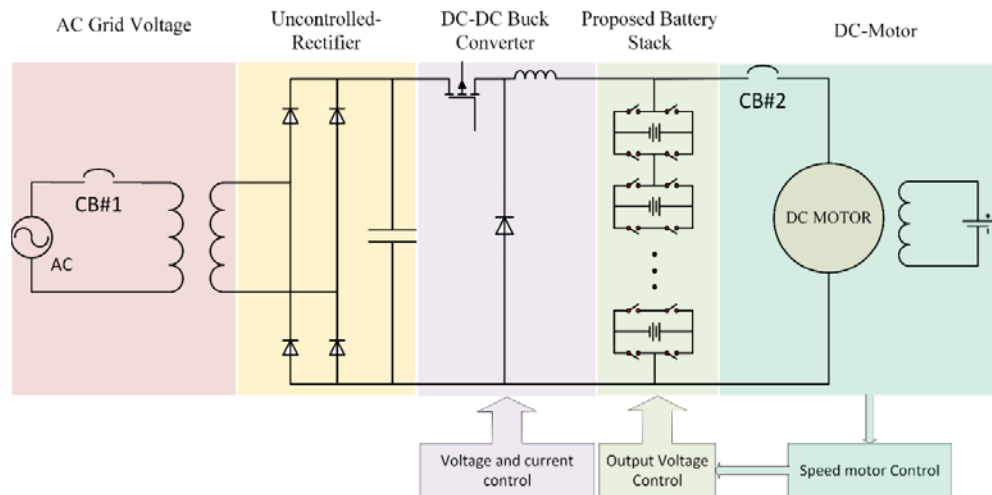 AC Grid Voltage
Uncontrolled-
Rectifier
DC-DC Buck
Converter
Proposed Battery
Stack
DC-Motor
CB#1
AC
CB#2
DC MOTOR
+
-
Voltage and current
control
Output Voltage
Control
Speed motor Control